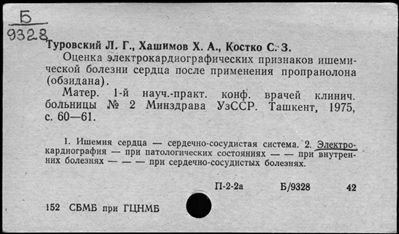 Б
9328
Туровский Л. Г., Хашимов Х. А., Костко С. З.
Оценка электрокардиографических признаков ишеми-
ческой болезни сердца после применения пропранолона
(обзидана).
Матер. 1-й науч.-практ. конф. врачей клинич.
больницы № 2 Минздрава УзССР. Ташкент, 1975,
с. 60—61.
1. Ишемия сердца — сердечно-сосудистая система. 2. Электро-
кардиография — при патологических состояниях — — при внутрен-
них болезнях — — — при сердечно-сосудистых болезнях.
П-2-2а Б/9328 42
152 СБМБ при ГЦНМБ